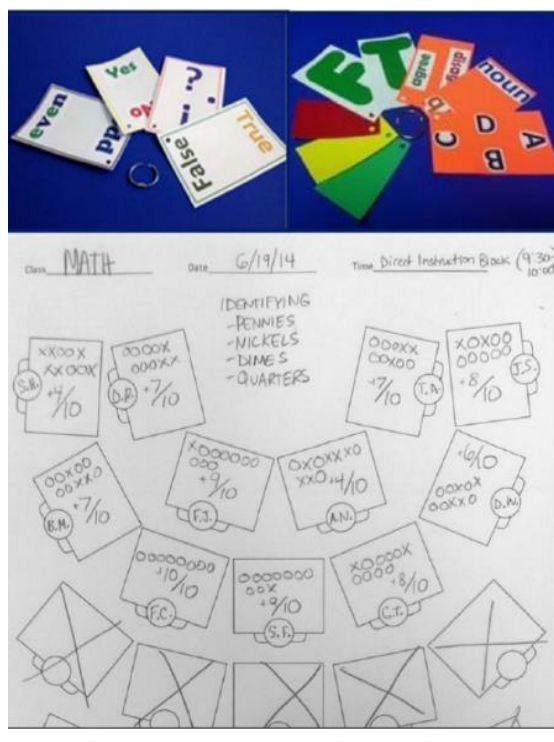 even
odd
Yes
No
! . ?
False
True
F
T
agree
noun
A
B
C
D
Class MATH
Date 6/19/14
Time Direct Instruction Block (9:30-
10:00
IDENTIFYING
-PENNIES
-NICKELS
-DIMES
-QUARTERS
XXOOX
XXOOX
+4/10
S.B.
OOOOX
OOOXX
+7/10
D.P.
OOOXX
OOXOO
+7/10
T.A.
XOXOO
OOOOO
+8/10
J.S.
OOXOO
OOXXO
+7/10
B.M.
XOOOOOO
OOO
+9/10
F.J.
OXOXXXO
XXO +4/10
A.N.
+6/10
OOXOX
OOXXO
D.W.
OOOOOOOO
+10/10
F.C.
OOOOOOO
OOX
+9/10
S.F.
XOOOOX
OOOO
+8/10
G.T.